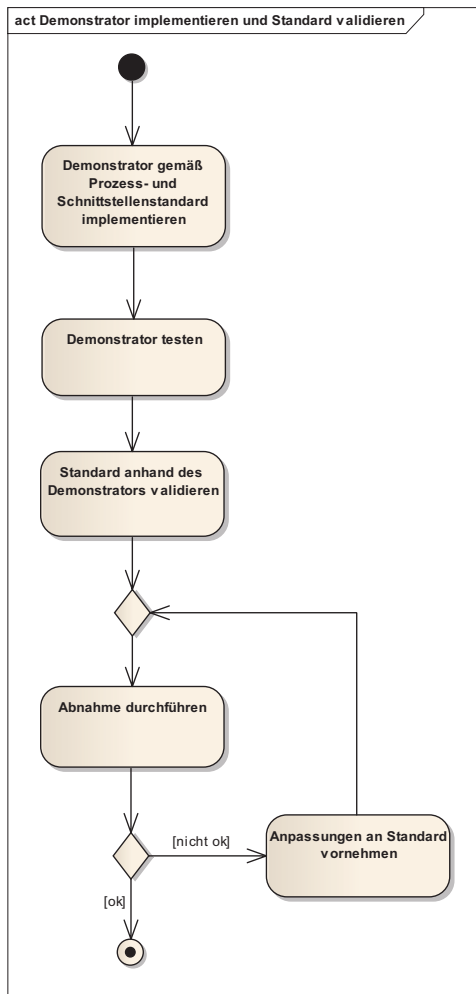 act Demonstrator implementieren und Standard validieren
Demonstrator gemäß
Prozess- und
Schnittstellenstandard
implementieren
Demonstrator testen
Standard anhand des
Demonstrators validieren
Abnahme durchführen
[nicht ok]
Anpassungen an Standard
vornehmen
[ok]